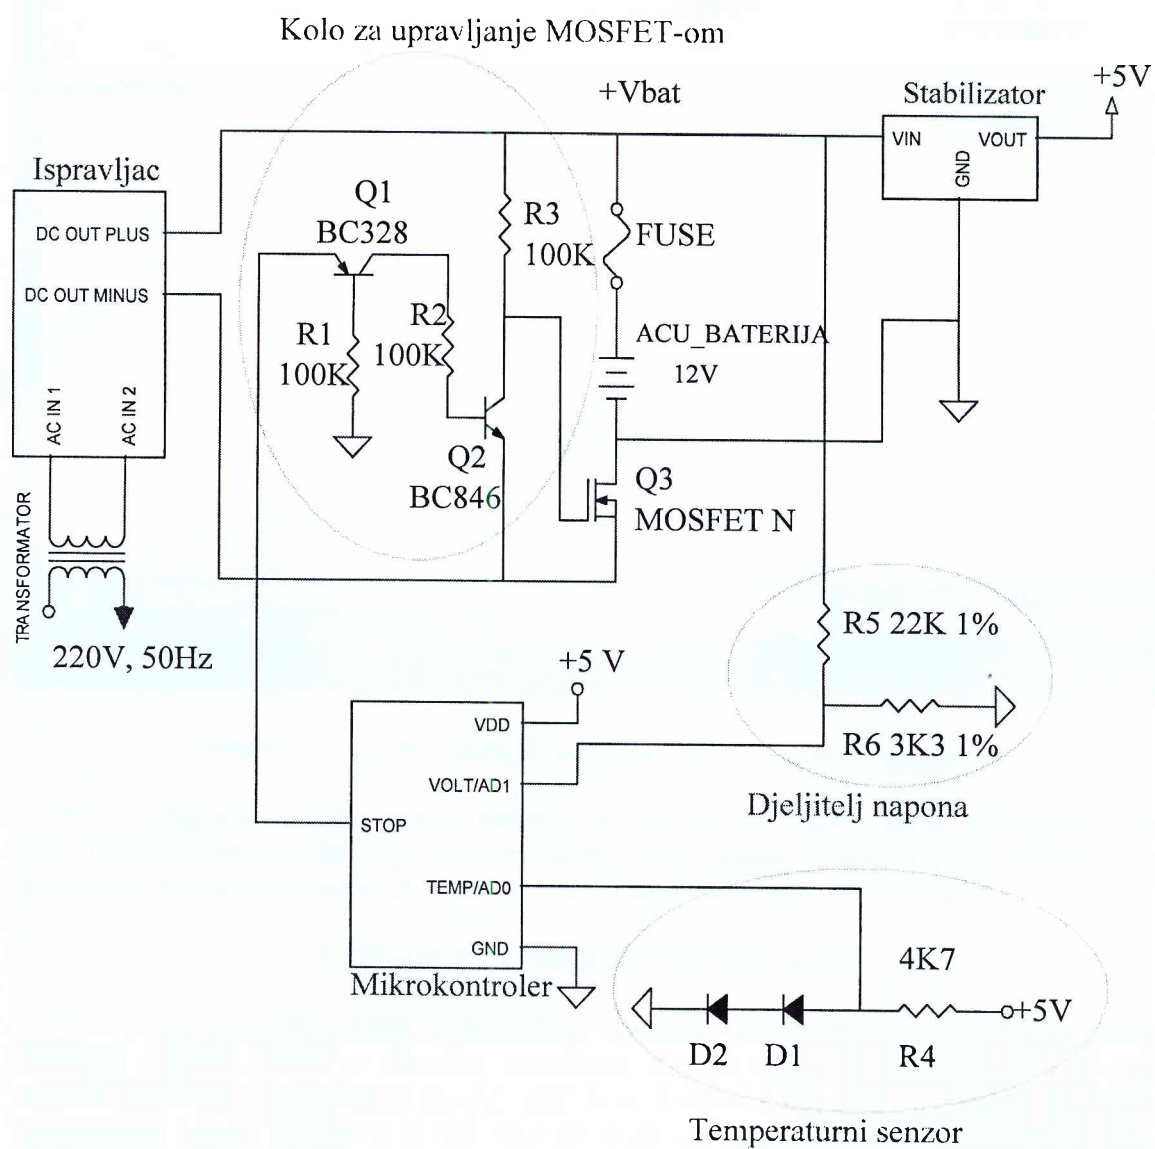 Kolo za upravljanje MOSFET-om
+Vbat
Stabilizator
+5V
VIN
VOUT
GND
Ispravljac
DC OUT PLUS
DC OUT MINUS
AC IN 1
AC IN 2
Q1
BC328
R3
100K
FUSE
R1
100K
R2
100K
ACU_BATERIJA
12V
Q2
BC846
Q3
MOSFET N
TRANSFORMATOR
220V, 50Hz
+5 V
R5 22K 1%
R6 3K3 1%
Djeljitelj napona
VDD
VOLT/AD1
STOP
TEMP/AD0
GND
Mikrokontroler
4K7
+5V
D2
D1
R4
Temperaturni senzor